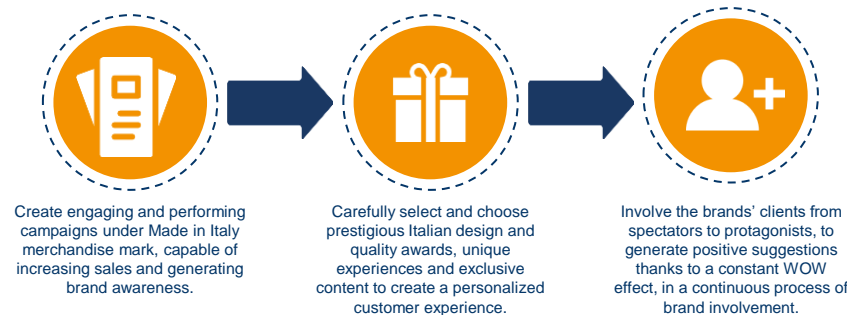 Create engaging and performing
campaigns under Made in Italy
merchandise mark, capable of
increasing sales and generating
brand awareness.
Carefully select and choose
prestigious Italian design and
quality awards, unique
experiences and exclusive
content to create a personalized
customer experience.
Involve the brands’ clients from
spectators to protagonists, to
generate positive suggestions
thanks to a constant WOW
effect, in a continuous process of
brand involvement.